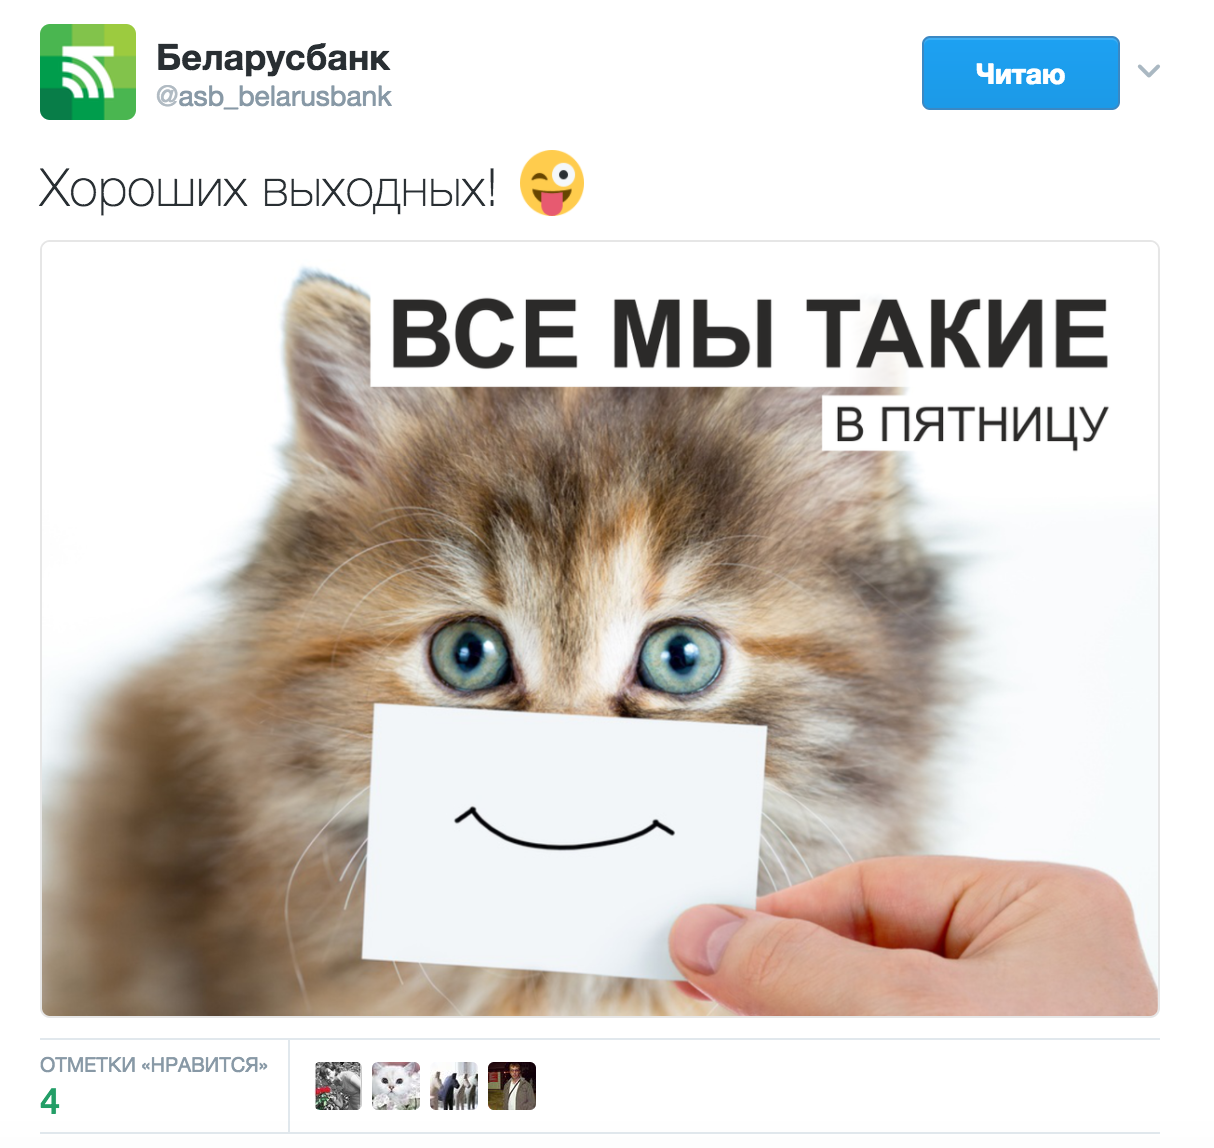 Беларусбанк
@asb_belarusbank
Читаю
Хороших выходных!
ВСЕ МЫ ТАКИЕ
В ПЯТНИЦУ
ОТМЕТКИ «НРАВИТСЯ»
4